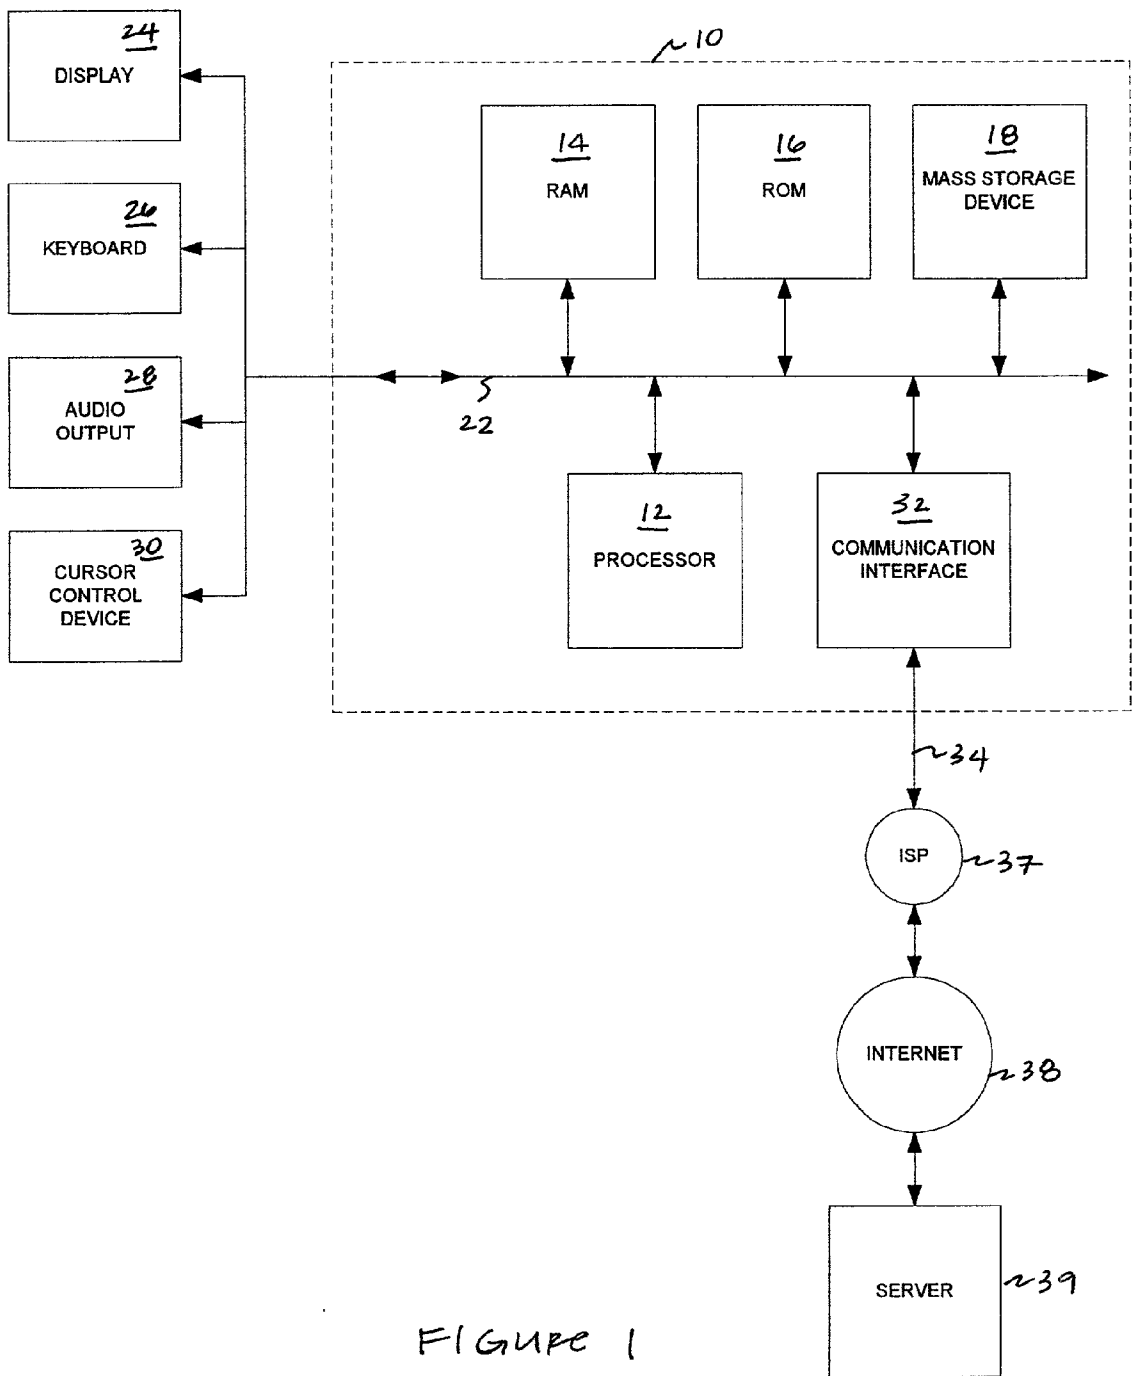 24
DISPLAY
26
KEYBOARD
28
AUDIO
OUTPUT
30
CURSOR
CONTROL
DEVICE
10
14
RAM
16
ROM
18
MASS STORAGE
DEVICE
22
12
PROCESSOR
32
COMMUNICATION
INTERFACE
34
ISP
37
INTERNET
38
SERVER
39
FIGURE 1